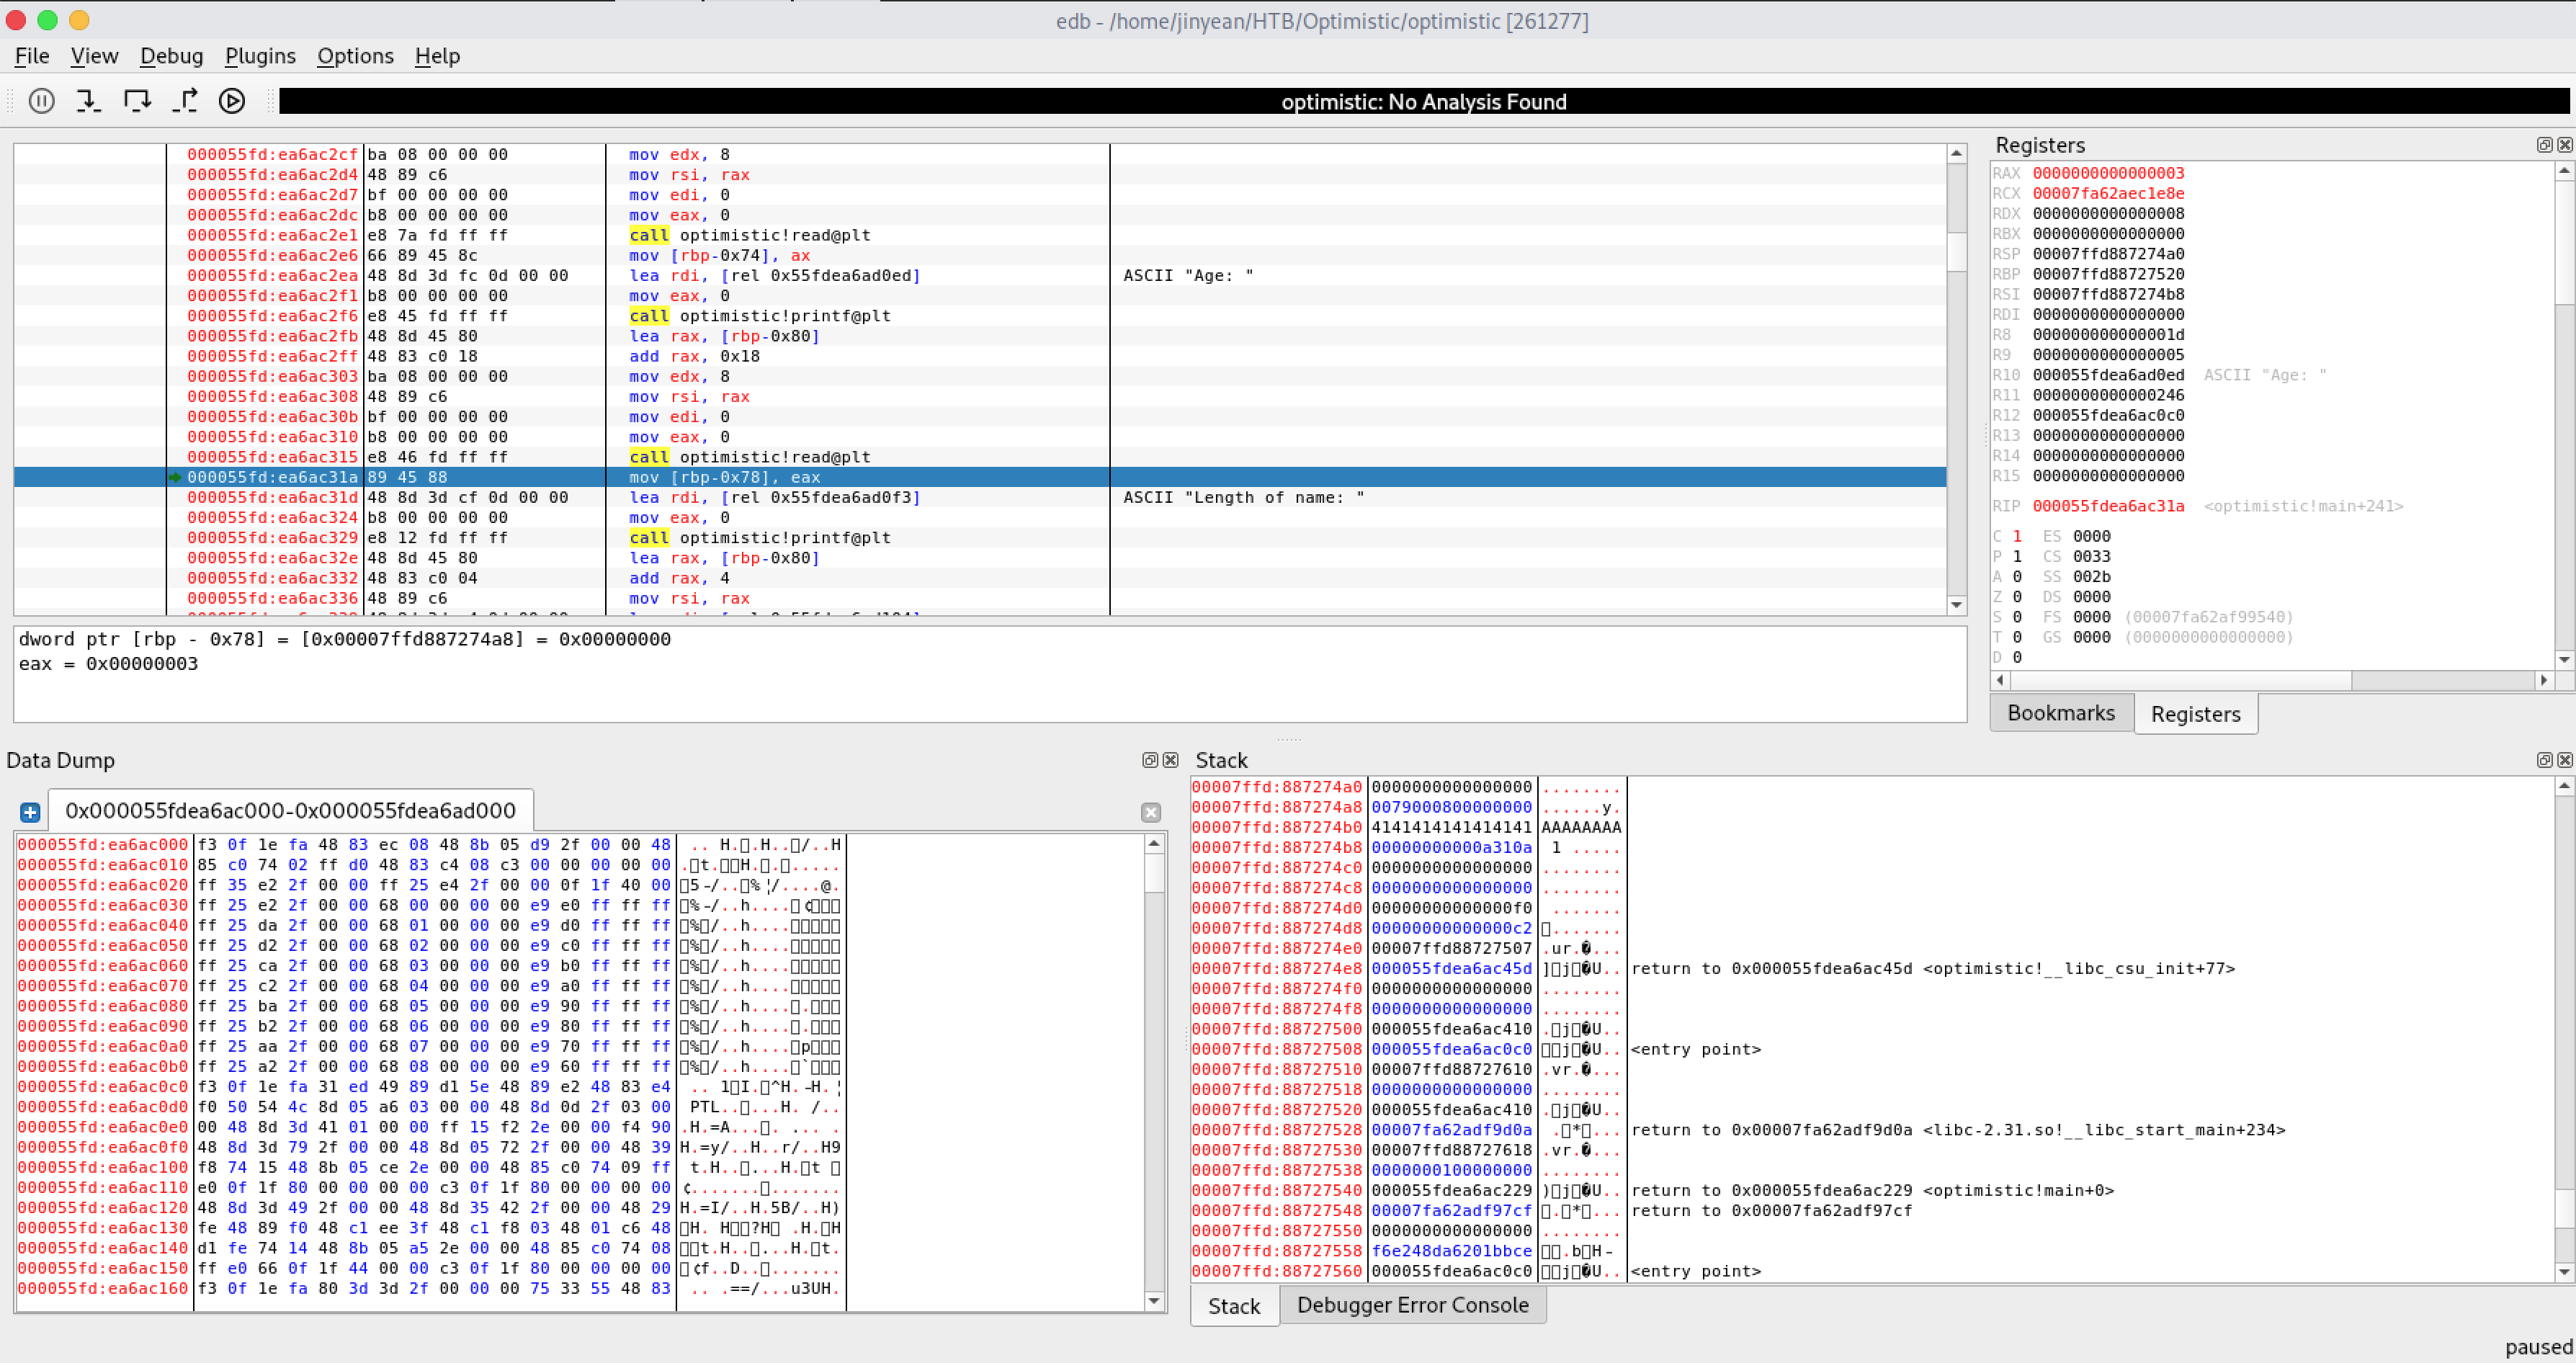 edb - /home/jinyean/HTB/Optimistic/optimistic [261277]
File View Debug Plugins Options Help
optimistic: No Analysis Found
000055fd:ea6ac2cf ba 08 00 00 00 mov edx, 8
000055fd:ea6ac2d4 48 89 c6 mov rsi, rax
000055fd:ea6ac2d7 bf 00 00 00 00 mov edi, 0
000055fd:ea6ac2dc b8 00 00 00 00 mov eax, 0
000055fd:ea6ac2e1 e8 7a fd ff ff call optimistic!read@plt
000055fd:ea6ac2e6 66 89 45 8c mov [rbp-0x74], ax
000055fd:ea6ac2ea 48 8d 3d fc 0d 00 00 lea rdi, [rel 0x55fdea6ad0ed] ASCII "Age: "
000055fd:ea6ac2f1 b8 00 00 00 00 mov eax, 0
000055fd:ea6ac2f6 e8 45 fd ff ff call optimistic!printf@plt
000055fd:ea6ac2fb 48 8d 45 80 lea rax, [rbp-0x80]
000055fd:ea6ac2ff 48 83 c0 18 add rax, 0x18
000055fd:ea6ac303 ba 08 00 00 00 mov edx, 8
000055fd:ea6ac308 48 89 c6 mov rsi, rax
000055fd:ea6ac30b bf 00 00 00 00 mov edi, 0
000055fd:ea6ac310 b8 00 00 00 00 mov eax, 0
000055fd:ea6ac315 e8 46 fd ff ff call optimistic!read@plt
000055fd:ea6ac31a 89 45 88 mov [rbp-0x78], eax
000055fd:ea6ac31d 48 8d 3d cf 0d 00 00 lea rdi, [rel 0x55fdea6ad0f3] ASCII "Length of name: "
000055fd:ea6ac324 b8 00 00 00 00 mov eax, 0
000055fd:ea6ac329 e8 12 fd ff ff call optimistic!printf@plt
000055fd:ea6ac32e 48 8d 45 80 lea rax, [rbp-0x80]
000055fd:ea6ac332 48 83 c0 04 add rax, 4
000055fd:ea6ac336 48 89 c6 mov rsi, rax
dword ptr [rbp - 0x78] = [0x00007ffd887274a8] = 0x00000000
eax = 0x00000003
Registers
RAX 0000000000000003
RCX 00007fa62aec1e8e
RDX 0000000000000008
RBX 0000000000000000
RSP 00007ffd887274a0
RBP 00007ffd88727520
RSI 00007ffd887274b8
RDI 0000000000000000
R8 000000000000001d
R9 0000000000000005
R10 000055fdea6ad0ed ASCII "Age: "
R11 0000000000000246
R12 000055fdea6ac0c0
R13 0000000000000000
R14 0000000000000000
R15 0000000000000000
RIP 000055fdea6ac31a <optimistic!main+241>
C 1 ES 0000
P 1 CS 0033
A 0 SS 002b
Z 0 DS 0000
S 0 FS 0000 (00007fa62af99540)
T 0 GS 0000 (0000000000000000)
D 0
Bookmarks Registers
Data Dump
0x000055fdea6ac000-0x000055fdea6ad000
000055fd:ea6ac000 f3 0f 1e fa 48 83 ec 08 48 8b 05 d9 2f 00 00 48
000055fd:ea6ac010 85 c0 74 02 ff d0 48 83 c4 08 c3 00 00 00 00 00
000055fd:ea6ac020 ff 35 e2 2f 00 00 ff 25 e4 2f 00 00 0f 1f 40 00
000055fd:ea6ac030 ff 25 e2 2f 00 00 68 00 00 00 00 e9 e0 ff ff ff
000055fd:ea6ac040 ff 25 da 2f 00 00 68 01 00 00 00 e9 d0 ff ff ff
000055fd:ea6ac050 ff 25 d2 2f 00 00 68 02 00 00 00 e9 c0 ff ff ff
000055fd:ea6ac060 ff 25 ca 2f 00 00 68 03 00 00 00 e9 b0 ff ff ff
000055fd:ea6ac070 ff 25 c2 2f 00 00 68 04 00 00 00 e9 a0 ff ff ff
000055fd:ea6ac080 ff 25 ba 2f 00 00 68 05 00 00 00 e9 90 ff ff ff
000055fd:ea6ac090 ff 25 b2 2f 00 00 68 06 00 00 00 e9 80 ff ff ff
000055fd:ea6ac0a0 ff 25 aa 2f 00 00 68 07 00 00 00 e9 70 ff ff ff
000055fd:ea6ac0b0 ff 25 a2 2f 00 00 68 08 00 00 00 e9 60 ff ff ff
000055fd:ea6ac0c0 f3 0f 1e fa 31 ed 49 89 d1 5e 48 89 e2 48 83 e4
000055fd:ea6ac0d0 f0 50 54 4c 8d 05 a6 03 00 00 48 8d 0d 2f 03 00
000055fd:ea6ac0e0 00 48 8d 3d 41 01 00 00 ff 15 f2 2e 00 00 f4 90
000055fd:ea6ac0f0 48 8d 3d 79 2f 00 00 48 8d 05 72 2f 00 00 48 39
000055fd:ea6ac100 f8 74 15 48 8b 05 ce 2e 00 00 48 85 c0 74 09 ff
000055fd:ea6ac110 e0 0f 1f 80 00 00 00 00 c3 0f 1f 80 00 00 00 00
000055fd:ea6ac120 48 8d 3d 49 2f 00 00 48 8d 35 42 2f 00 00 48 29
000055fd:ea6ac130 fe 48 89 f0 48 c1 ee 3f 48 c1 f8 03 48 01 c6 48
000055fd:ea6ac140 d1 fe 74 14 48 8b 05 a5 2e 00 00 48 85 c0 74 08
000055fd:ea6ac150 ff e0 66 0f 1f 44 00 00 c3 0f 1f 80 00 00 00 00
000055fd:ea6ac160 f3 0f 1e fa 80 3d 3d 2f 00 00 00 75 33 55 48 83
Stack
00007ffd:887274a0 0000000000000000 ........
00007ffd:887274a8 0079000800000000 ......y.
00007ffd:887274b0 4141414141414141 AAAAAAAA
00007ffd:887274b8 00000000000a310a 1 .....
00007ffd:887274c0 0000000000000000 ........
00007ffd:887274c8 0000000000000000 ........
00007ffd:887274d0 00000000000000f0 .......
00007ffd:887274d8 00000000000000c2 .......
00007ffd:887274e0 00007ffd88727507 .ur.
00007ffd:887274e8 000055fdea6ac45d return to 0x000055fdea6ac45d <optimistic!__libc_csu_init+77>
00007ffd:887274f0 0000000000000000 ........
00007ffd:887274f8 0000000000000000 ........
00007ffd:88727500 000055fdea6ac410
00007ffd:88727508 000055fdea6ac0c0 <entry point>
00007ffd:88727510 00007ffd88727610 .vr.
00007ffd:88727518 0000000000000000 ........
00007ffd:88727520 000055fdea6ac410
00007ffd:88727528 00007fa62adf9d0a return to 0x00007fa62adf9d0a <libc-2.31.so!__libc_start_main+234>
00007ffd:88727530 00007ffd88727618 .vr.
00007ffd:88727538 0000000100000000 ........
00007ffd:88727540 000055fdea6ac229 return to 0x000055fdea6ac229 <optimistic!main+0>
00007ffd:88727548 00007fa62adf97cf return to 0x00007fa62adf97cf
00007ffd:88727550 0000000000000000 ........
00007ffd:88727558 f6e248da6201bbce
00007ffd:88727560 000055fdea6ac0c0 <entry point>
Stack Debugger Error Console
paused